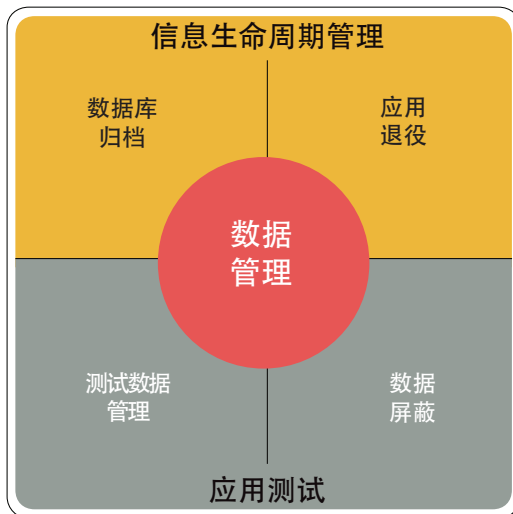 信息生命周期管理
数据库
归档
应用
退役
数据
管理
测试数据
管理
数据
屏蔽
应用测试